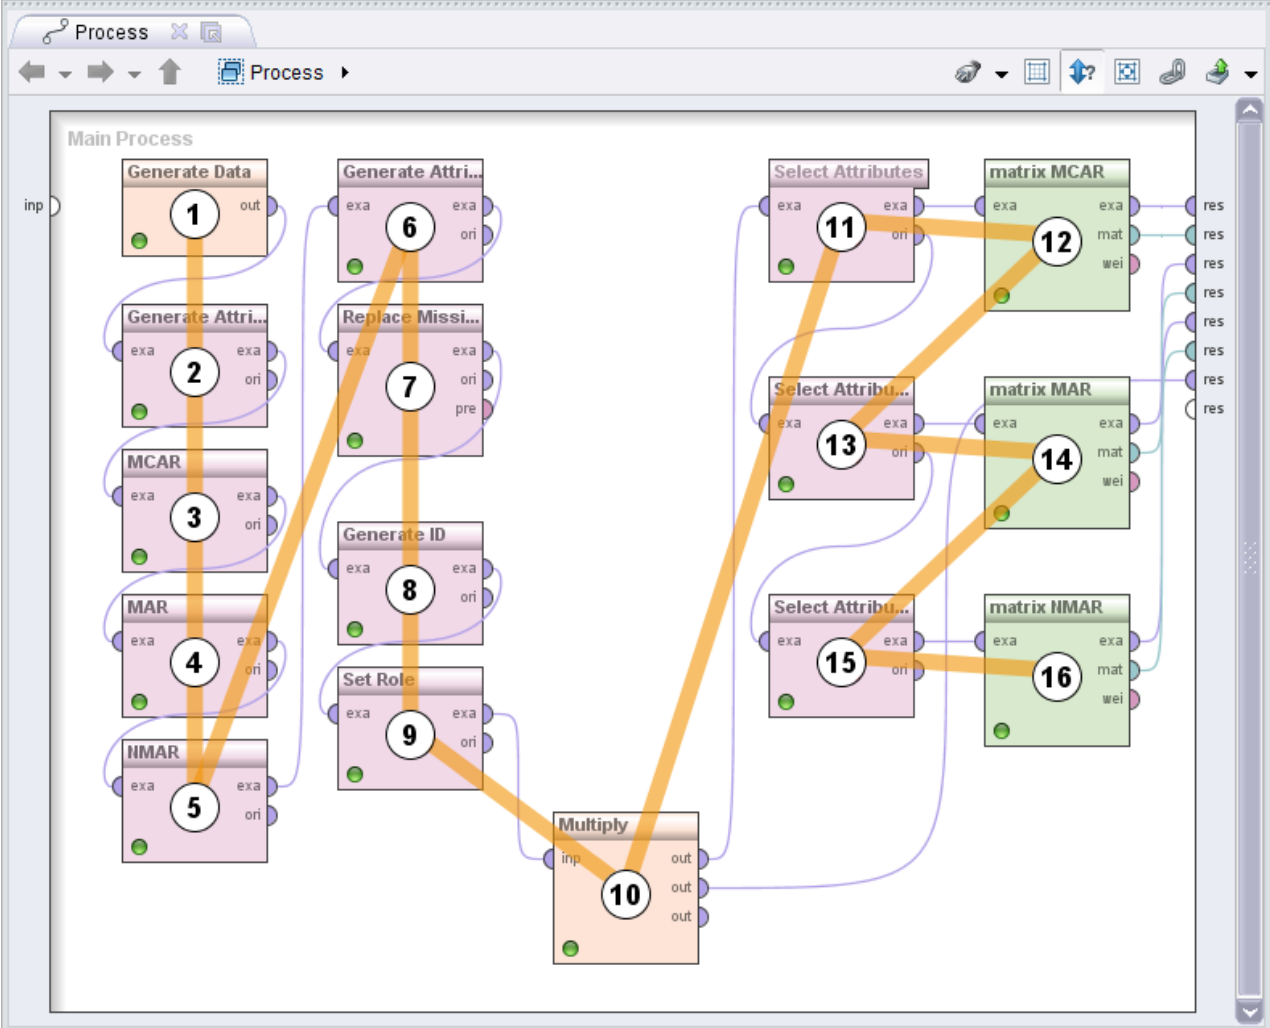 Process
Process
Main Process
inp
Generate Data
1
out
Generate Attri...
2
exa
exa
ori
MCAR
3
exa
exa
ori
MAR
4
exa
exa
ori
NMAR
5
exa
exa
ori
Generate Attri...
6
exa
exa
ori
Replace Missi...
7
exa
exa
ori
pre
Generate ID
8
exa
exa
ori
Set Role
9
exa
exa
ori
Multiply
10
inp
out
out
out
Select Attributes
11
exa
exa
ori
matrix MCAR
12
exa
exa
mat
wei
Select Attribu...
13
exa
exa
ori
matrix MAR
14
exa
exa
mat
wei
Select Attribu...
15
exa
exa
ori
matrix NMAR
16
exa
exa
mat
wei
res
res
res
res
res
res
res
res